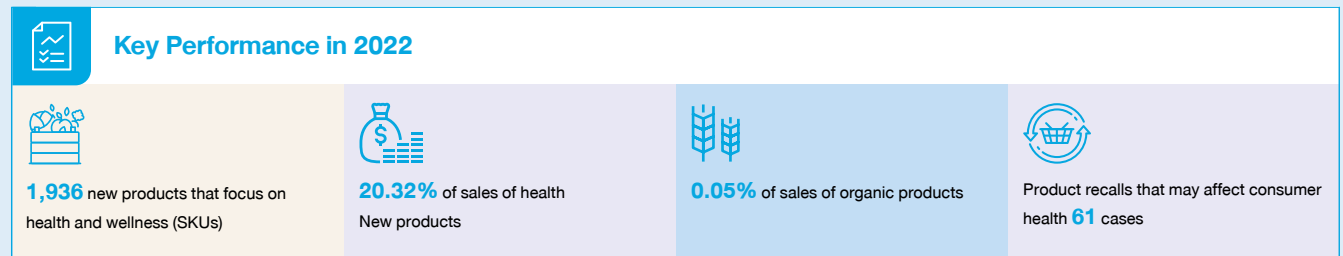 Key Performance in 2022
1,936 new products that focus on
health and wellness (SKUs)
20.32% of sales of health
New products
0.05% of sales of organic products
Product recalls that may affect consumer
health 61 cases